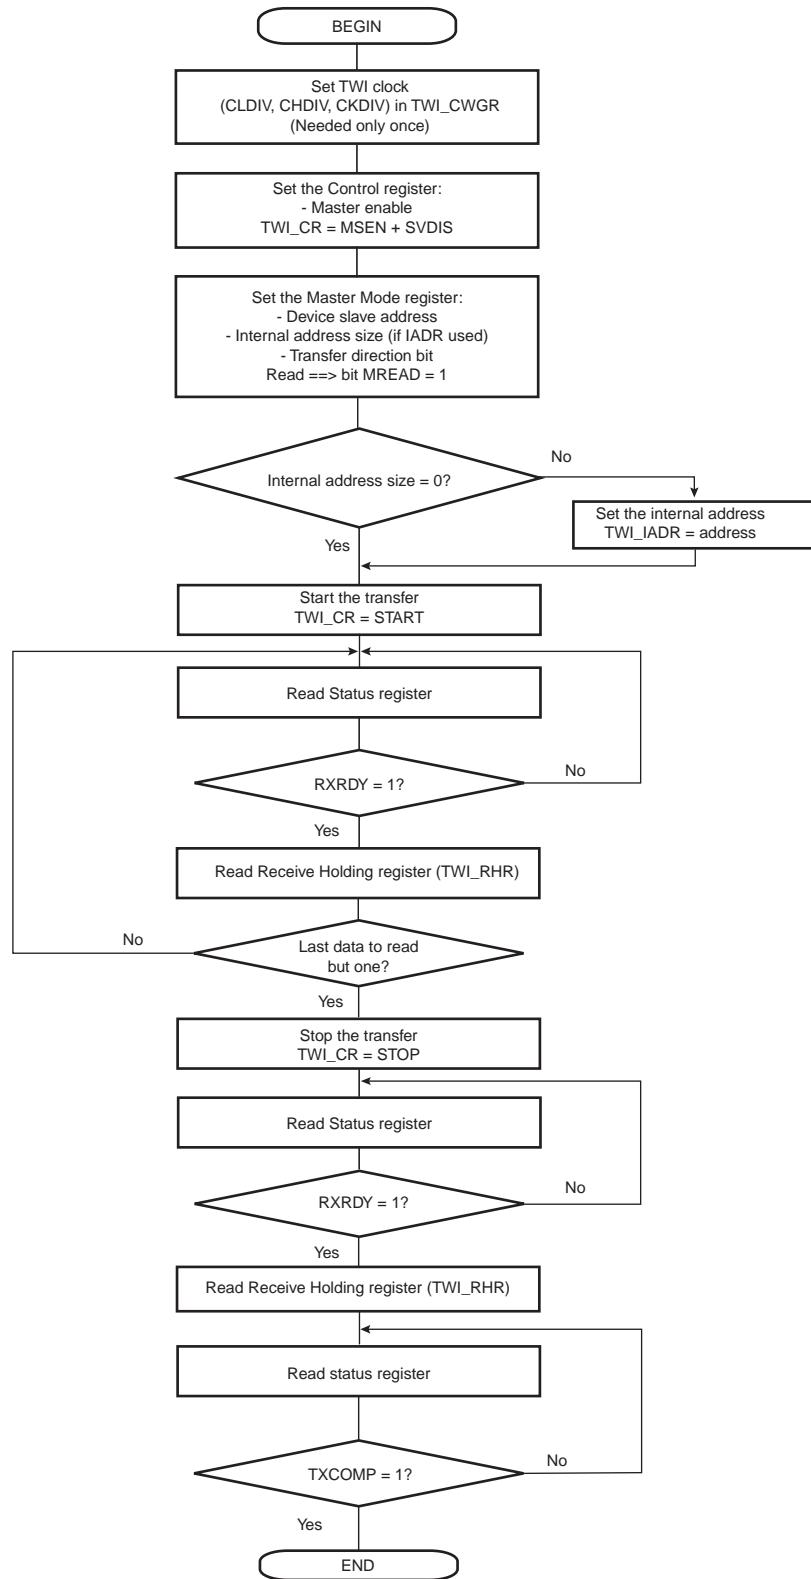 BEGIN
Set TWI clock
(CLDIV, CHDIV, CKDIV) in TWI_CWGR
(Needed only once)
Set the Control register:
- Master enable
TWI_CR = MSEN + SVDIS
Set the Master Mode register:
- Device slave address
- Internal address size (if IADR used)
- Transfer direction bit
Read ==> bit MREAD = 1
Internal address size = 0?
No
Set the internal address
TWI_IADR = address
Yes
Start the transfer
TWI_CR = START
Read Status register
RXRDY = 1?
No
Yes
Read Receive Holding register (TWI_RHR)
No
Last data to read
but one?
Yes
Stop the transfer
TWI_CR = STOP
Read Status register
RXRDY = 1?
No
Yes
Read Receive Holding register (TWI_RHR)
Read status register
TXCOMP = 1?
No
Yes
END